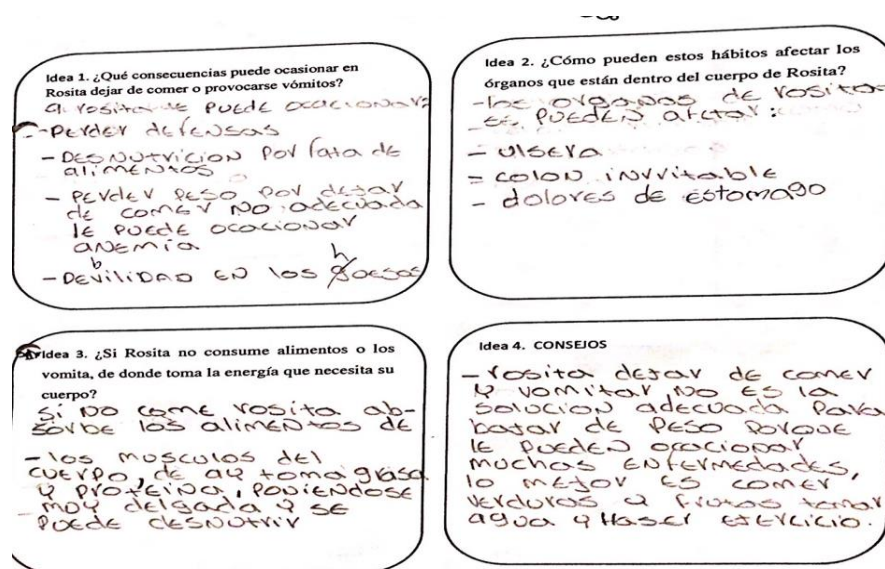 Idea 1. ¿Qué consecuencias puede ocasionar en
Rosita dejar de comer o provocarse vómitos?
a rosita le PUEDE ocacionar:
- PErdEr dEfENsas
- DESNUtricion Por fata dE
alimENtos
- PErdEr PESO Por dEjar
dE comEr No adEcuada
lE PuedE ococionar
anEmía
- DEbiliDAD EN los huesos
Idea 2. ¿Cómo pueden estos hábitos afectar los
órganos que están dentro del cuerpo de Rosita?
- los organos dE rosita
sE PuEdEN afEtar:
- UlsEra
- colon inrritable
- dolores dE Estomago
Idea 3. ¿Si Rosita no consume alimentos o los
vomita, de donde toma la energía que necesita su
cuerpo?
Si no come rosita ab-
sorbe los alimENtos dE
- los musculos del
cuErpo, dE ay toma grasa
y protEina, PoniENdosE
muy delgada y sE
PuedE dESNutrir
Idea 4. CONSEJOS
- rosita dEjar dE comEr
y vomitar no Es la
solucion adEcuada Para
bajar dE PESO PorquE
lE PuedEN ococionar
muchas ENfErmedadEs,
lo mEjor Es comEr
vErduras y frutas tomar
agua y HasEr EjErcicio.